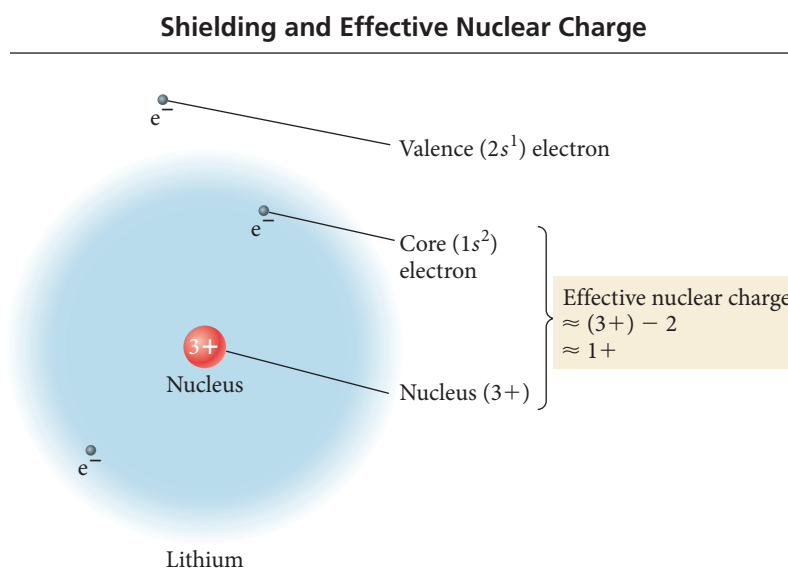 Shielding and Effective Nuclear Charge
e⁻
Valence (2s¹) electron
e⁻
Core (1s²)
electron
Effective nuclear charge
≈ (3+) − 2
≈ 1+
3+
Nucleus
Nucleus (3+)
e⁻
Lithium